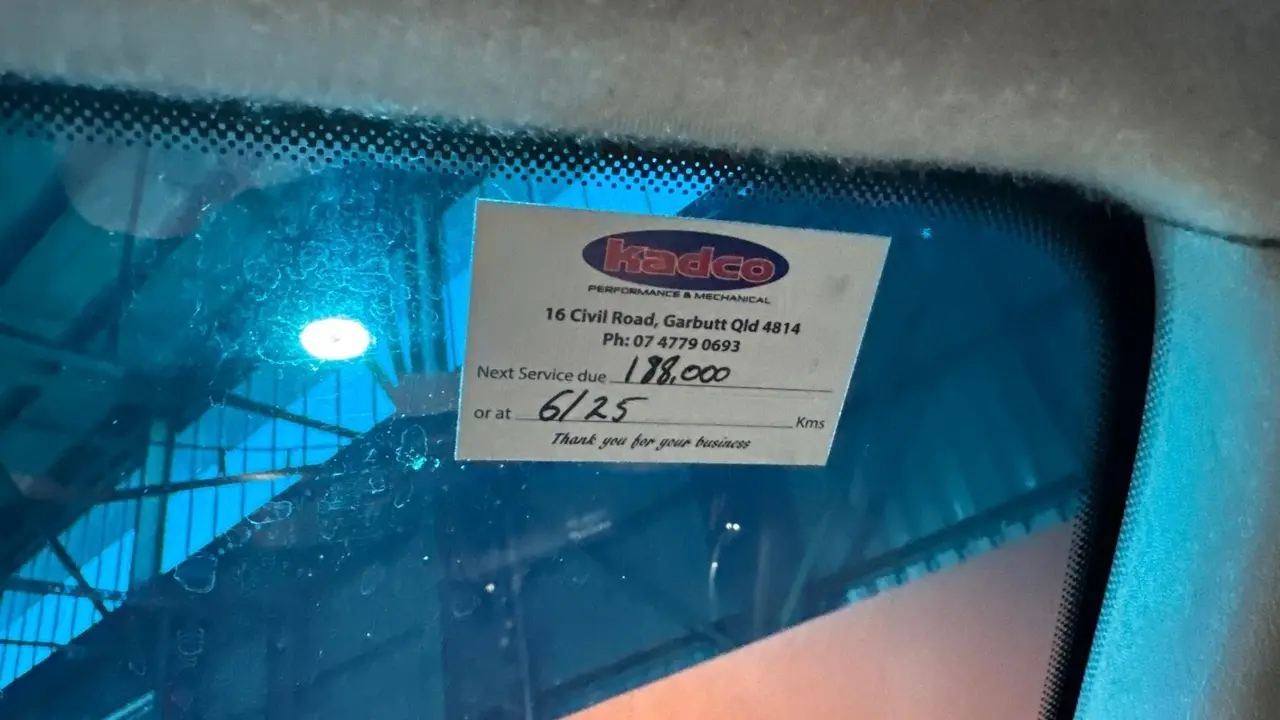 Kadco
PERFORMANCE & MECHANICAL
16 Civil Road, Garbutt Qld 4814
Ph: 07 4779 0693
Next Service due 188,000
or at 6/25 Kms
Thank you for your business